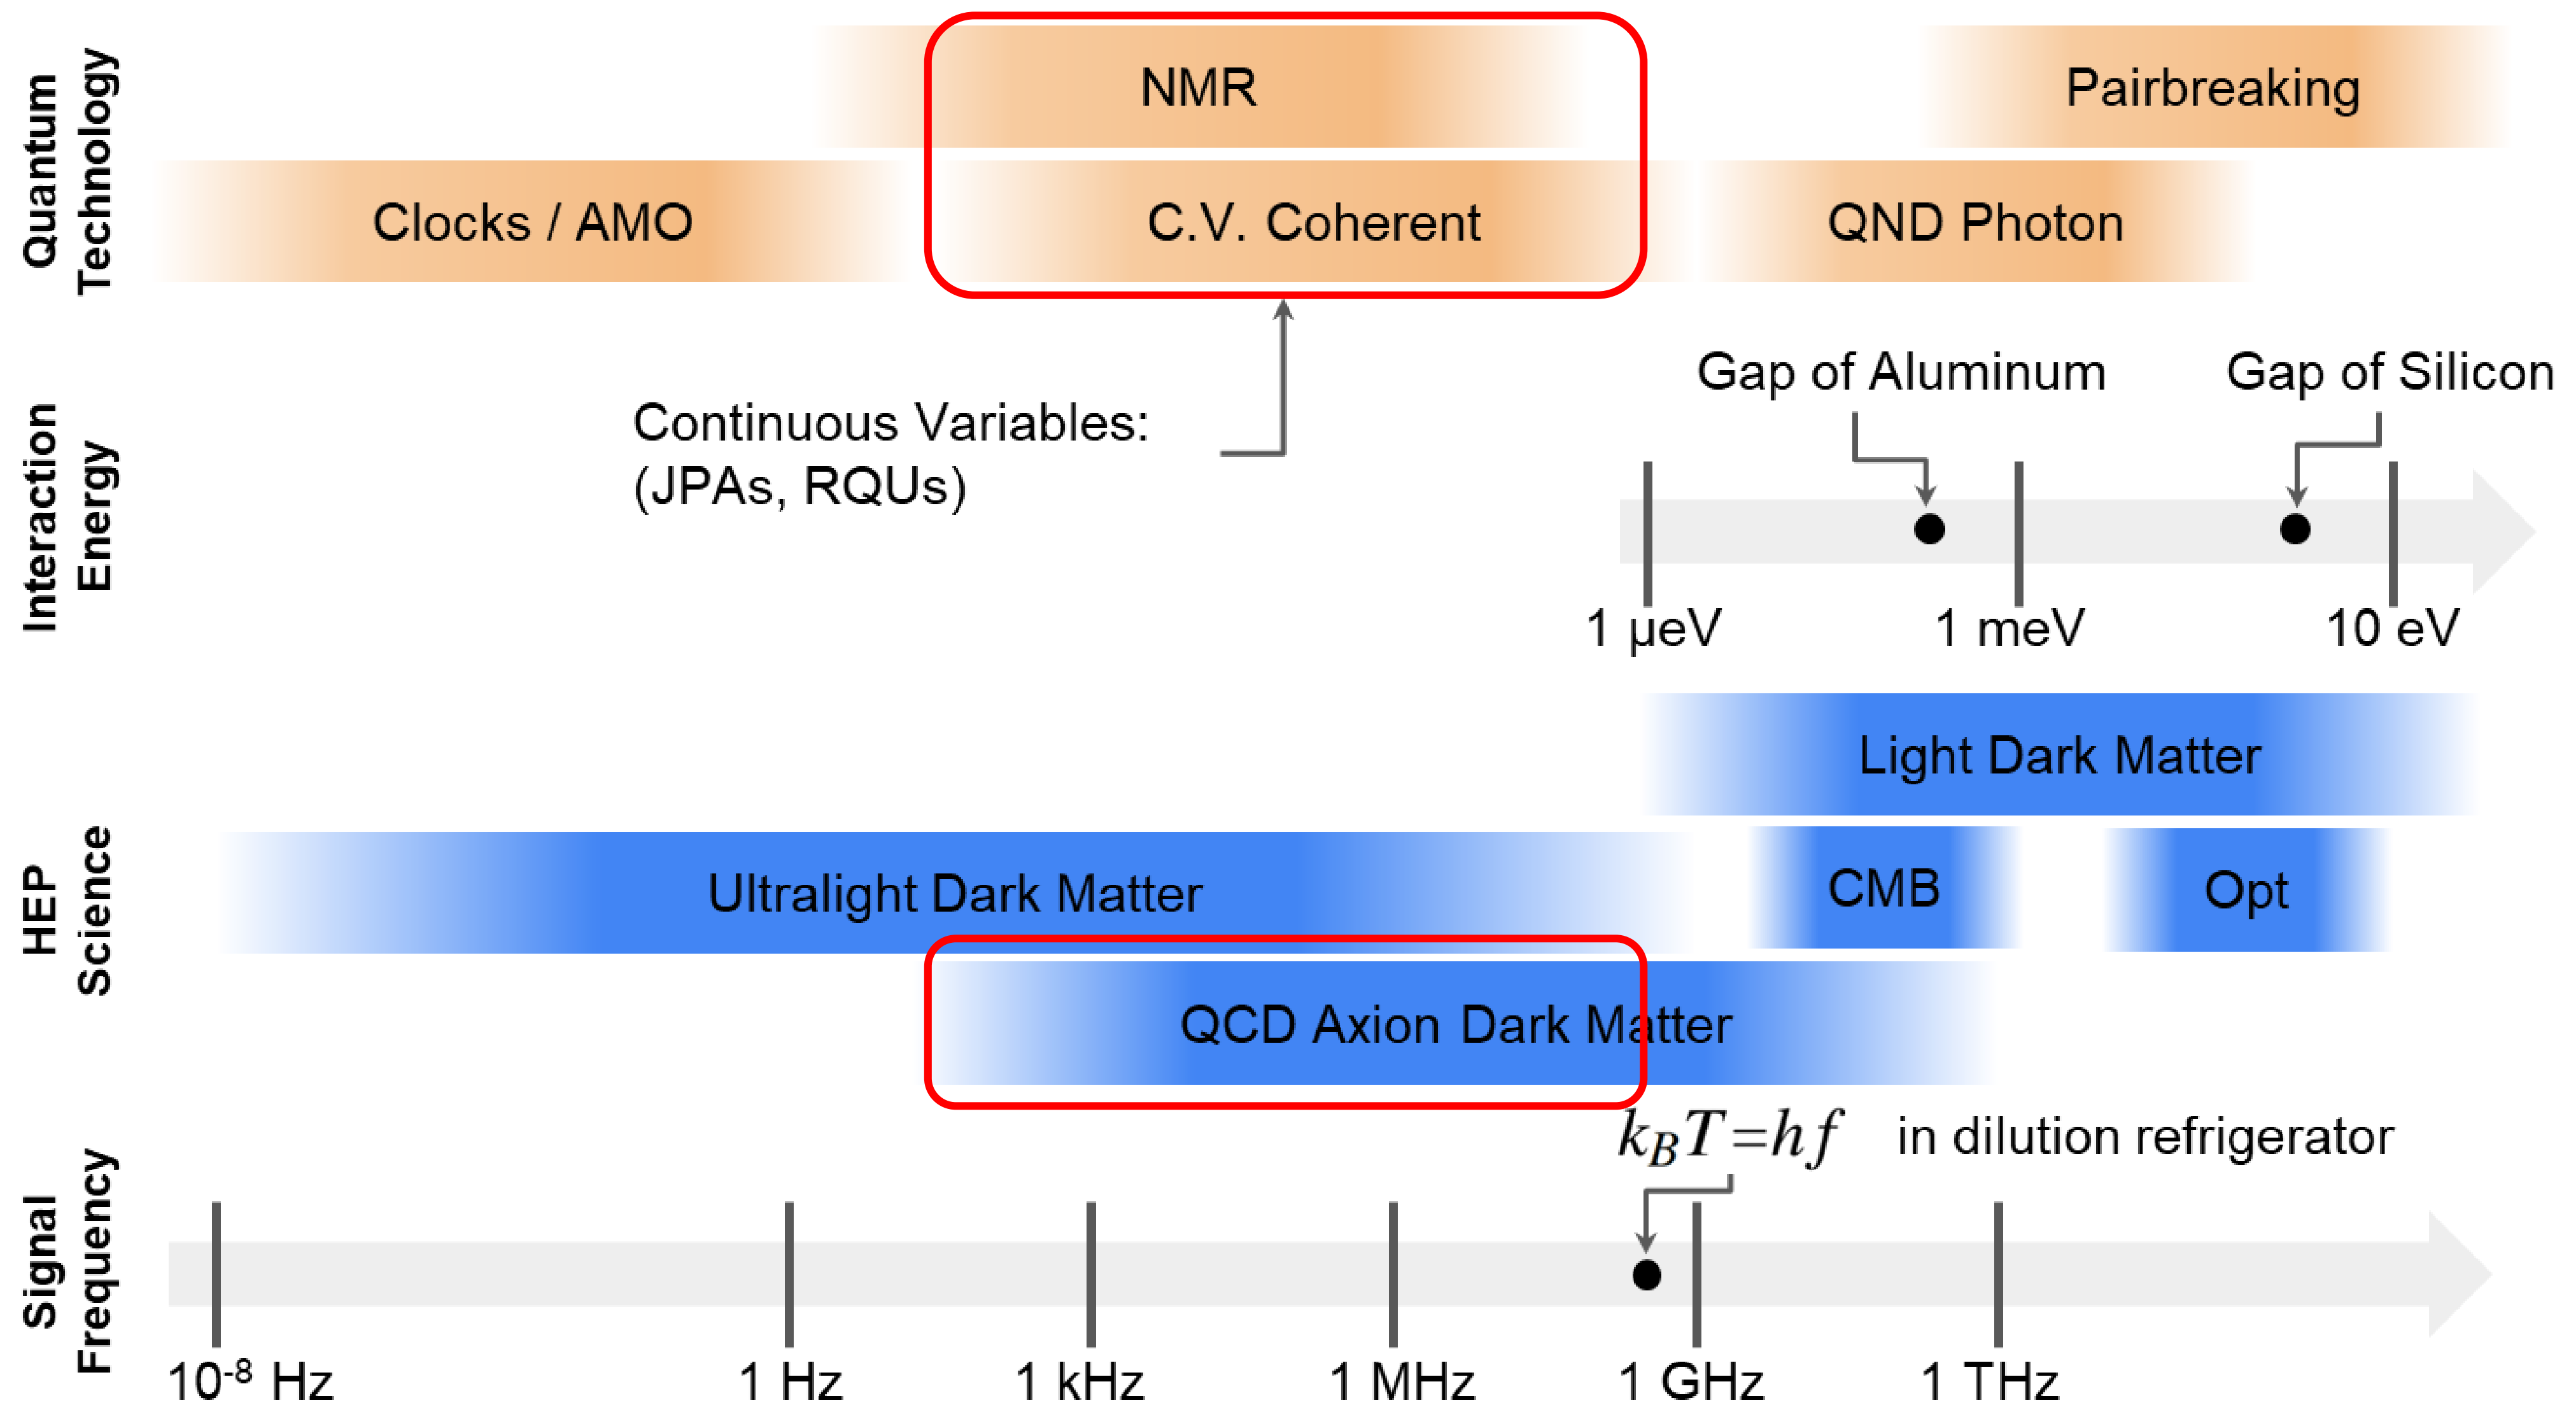 Quantum
Technology
NMR
Pairbreaking
Clocks / AMO
C.V. Coherent
QND Photon
Interaction
Energy
Continuous Variables:
(JPAs, RQUs)
Gap of Aluminum
Gap of Silicon
1 µeV
1 meV
10 eV
HEP
Science
Light Dark Matter
Ultralight Dark Matter
CMB
Opt
QCD Axion Dark Matter
k_BT=hf in dilution refrigerator
Signal
Frequency
10⁻⁸ Hz
1 Hz
1 kHz
1 MHz
1 GHz
1 THz